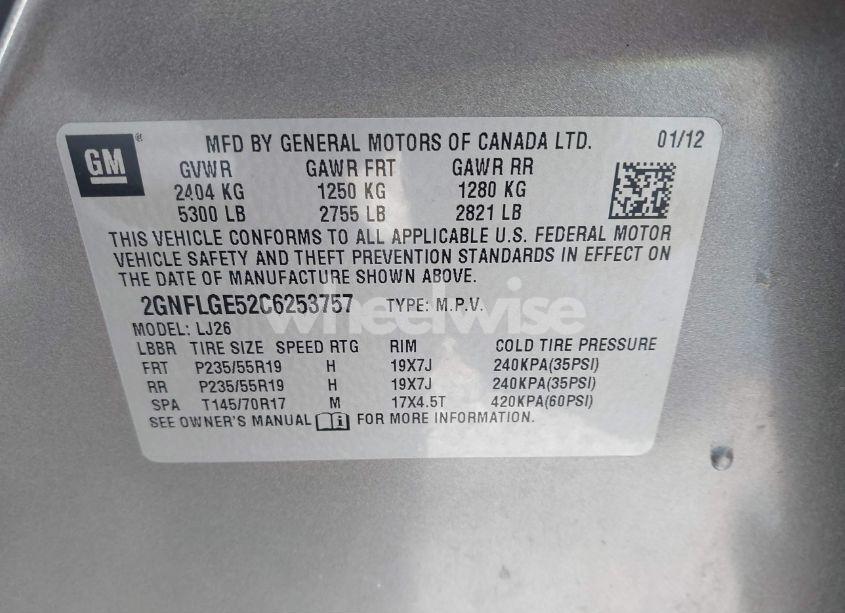 GM®
MFD BY GENERAL MOTORS OF CANADA LTD. 01/12
GVWR GAWR FRT GAWR RR
2404 KG 1250 KG 1280 KG
5300 LB 2755 LB 2821 LB
THIS VEHICLE CONFORMS TO ALL APPLICABLE U.S. FEDERAL MOTOR
VEHICLE SAFETY AND THEFT PREVENTION STANDARDS IN EFFECT ON
THE DATE OF MANUFACTURE SHOWN ABOVE.
2GNFLGE52C6253757 TYPE: M.P.V.
wheelwise
MODEL: LJ26
LBBR TIRE SIZE SPEED RTG RIM COLD TIRE PRESSURE
FRT P235/55R19 H 19X7J 240KPA(35PSI)
RR P235/55R19 H 19X7J 240KPA(35PSI)
SPA T145/70R17 M 17X4.5T 420KPA(60PSI)
SEE OWNER'S MANUAL i FOR MORE INFORMATION.